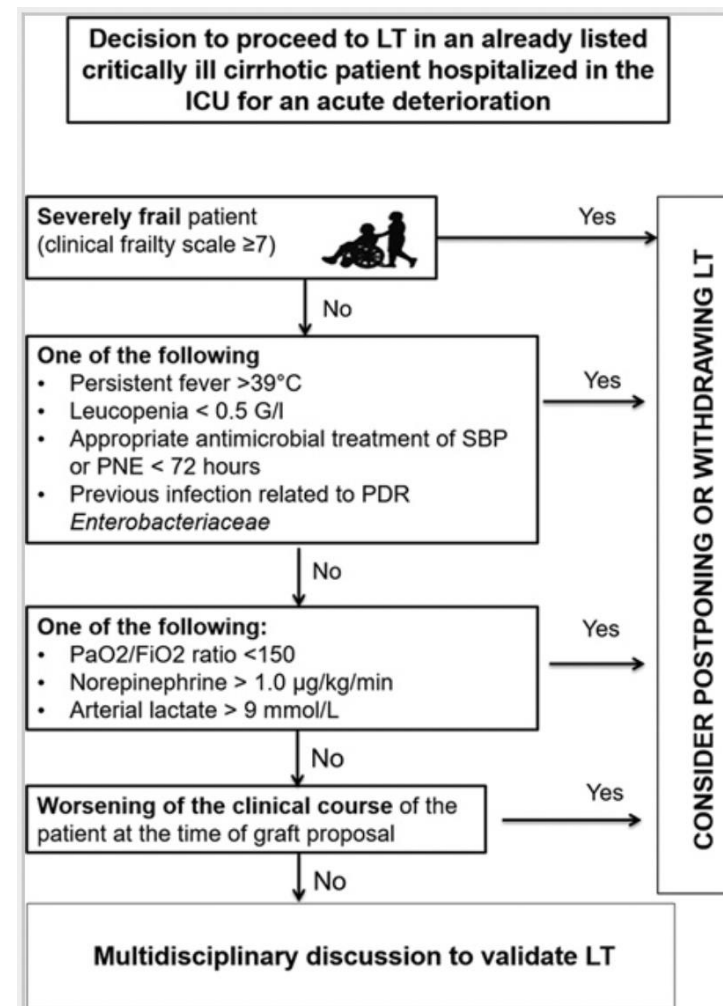 Decision to proceed to LT in an already listed
critically ill cirrhotic patient hospitalized in the
ICU for an acute deterioration
Severely frail patient
(clinical frailty scale ≥7)
Yes
No
One of the following
• Persistent fever >39°C
• Leucopenia < 0.5 G/l
• Appropriate antimicrobial treatment of SBP
or PNE < 72 hours
• Previous infection related to PDR
Enterobacteriaceae
Yes
No
One of the following:
• PaO2/FiO2 ratio <150
• Norepinephrine > 1.0 µg/kg/min
• Arterial lactate > 9 mmol/L
Yes
No
Worsening of the clinical course of the
patient at the time of graft proposal
Yes
No
CONSIDER POSTPONING OR WITHDRAWING LT
Multidisciplinary discussion to validate LT